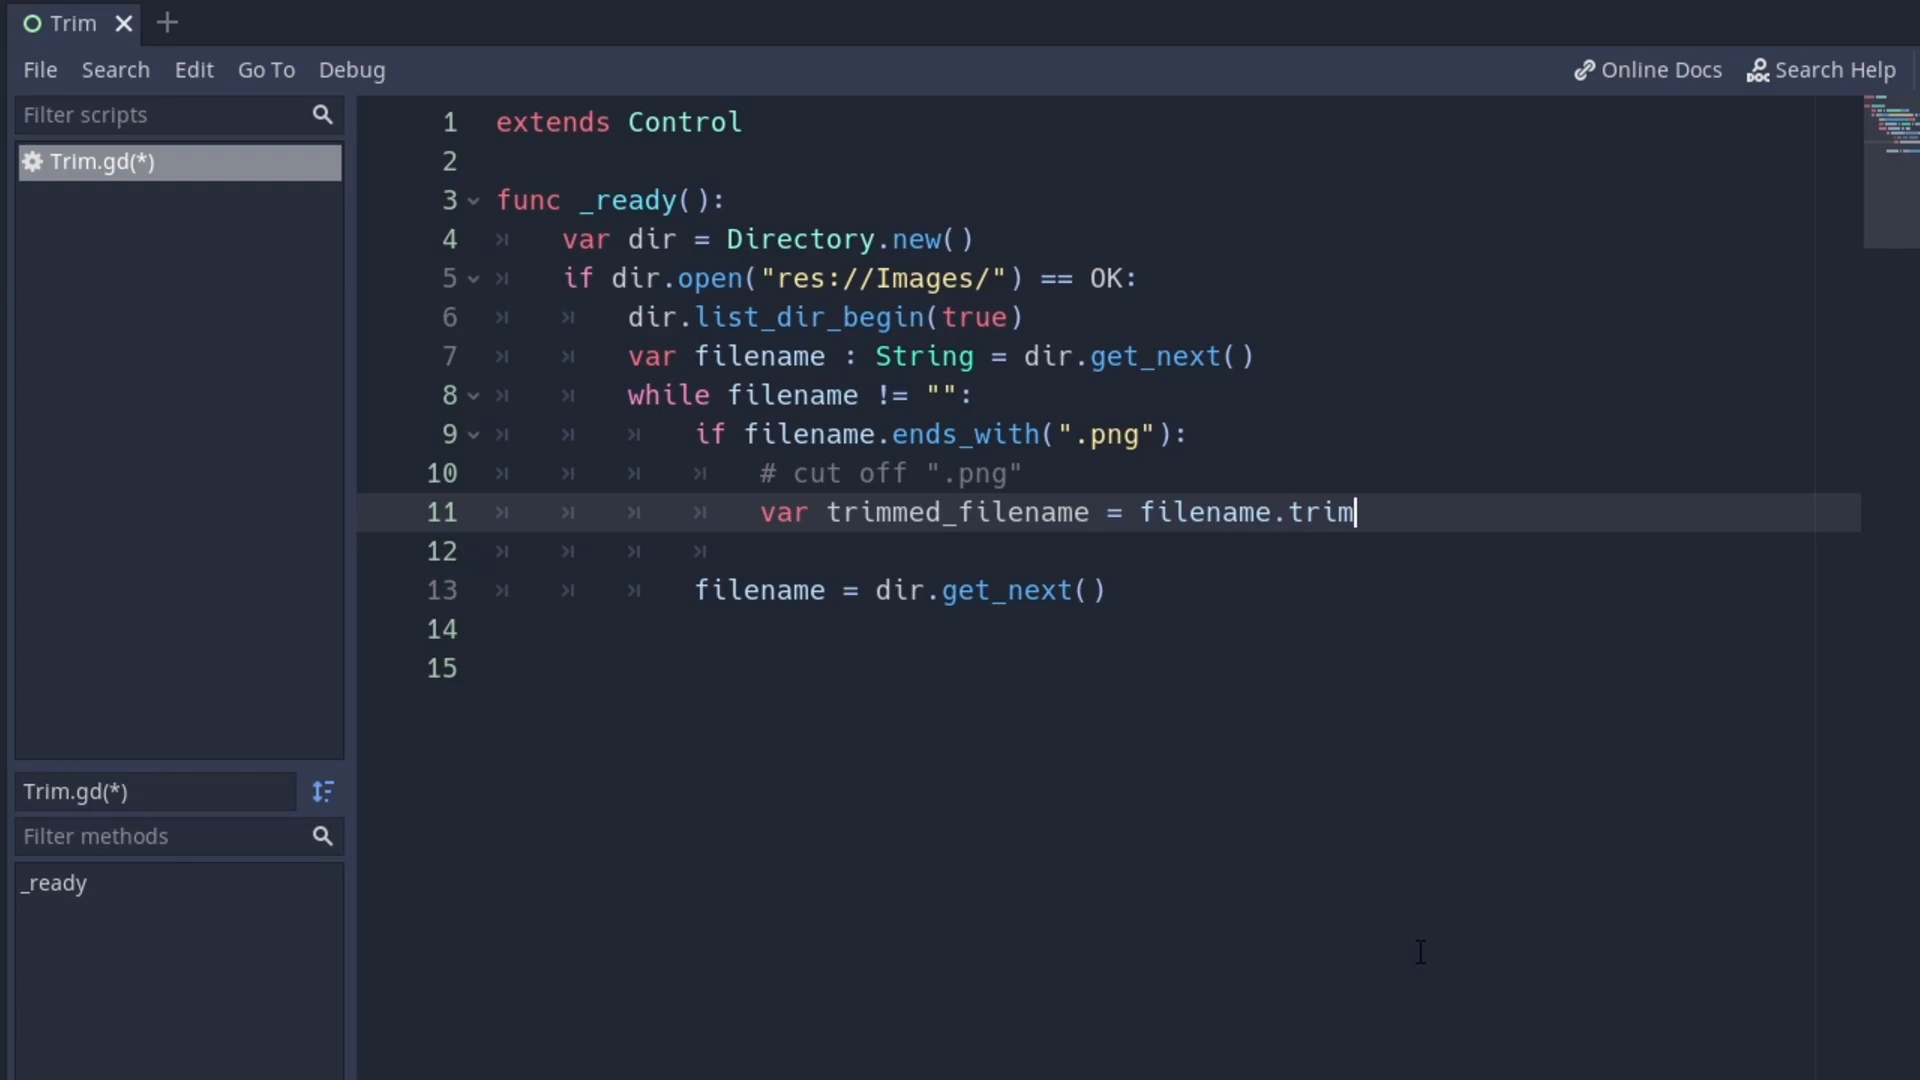 Trim
File Search Edit Go To Debug Online Docs Search Help
Filter scripts
Trim.gd(*)
1 extends Control
2
3 func _ready():
4 var dir = Directory.new()
5 if dir.open("res://Images/") == OK:
6 dir.list_dir_begin(true)
7 var filename : String = dir.get_next()
8 while filename != "":
9 if filename.ends_with(".png"):
10 # cut off ".png"
11 var trimmed_filename = filename.trim
12
13 filename = dir.get_next()
14
15
Trim.gd(*)
Filter methods
_ready